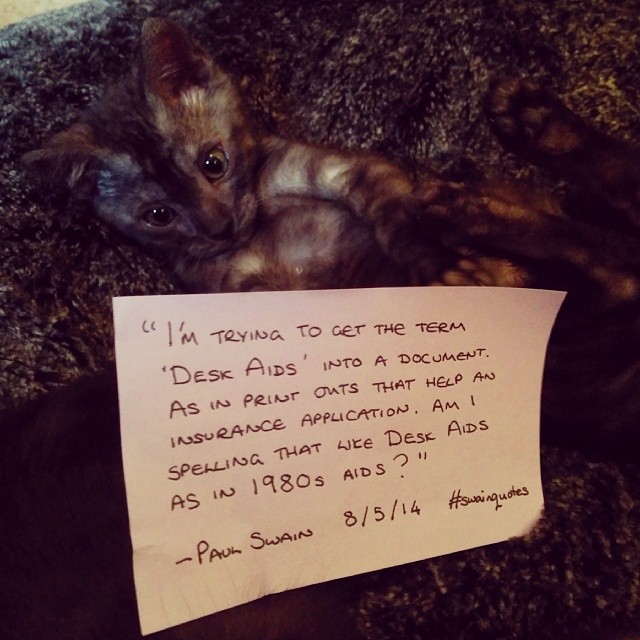 "I'm trying to get the term
'Desk Aids' into a document.
As in print outs that help an
insurance application. Am I
spelling that like Desk Aids
as in 1980s aids?"
-Paul Swain 8/5/14 #swainquotes